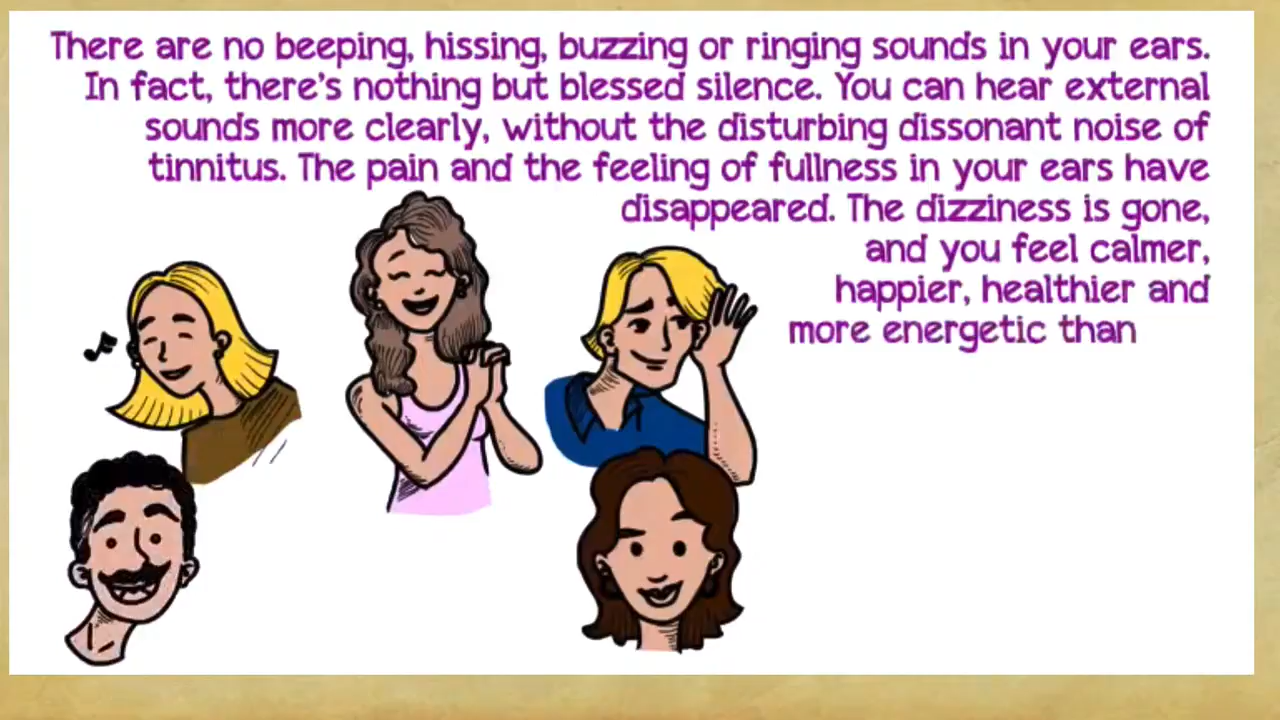 There are no beeping, hissing, buzzing or ringing sounds in your ears.
In fact, there's nothing but blessed silence. You can hear external
sounds more clearly, without the disturbing dissonant noise of
tinnitus. The pain and the feeling of fullness in your ears have
disappeared. The dizziness is gone,
and you feel calmer,
happier, healthier and
more energetic than